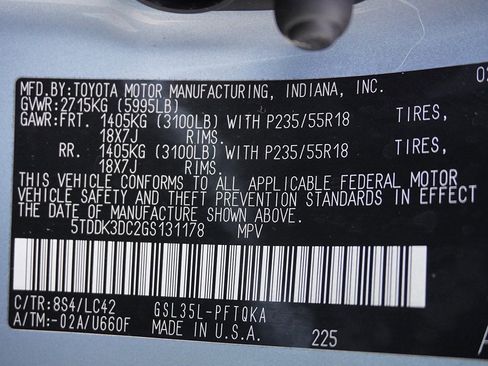 MFD.BY:TOYOTA MOTOR MANUFACTURING, INDIANA, INC. 02
GVWR:2715KG (5995LB)
GAWR:FRT. 1405KG (3100LB) WITH P235/55R18 TIRES,
18X7J RIMS.
RR. 1405KG (3100LB) WITH P235/55R18 TIRES,
18X7J RIMS.
THIS VEHICLE CONFORMS TO ALL APPLICABLE FEDERAL MOTOR
VEHICLE SAFETY AND THEFT PREVENTION STANDARDS IN EFFECT
DATE OF MANUFACTURE SHOWN ABOVE.
5TDDK3DC2GS131178 MPV
C/TR:8S4/LC42 GSL35L-PFTQKA
A/TM:-02A/U660F MADE IN U.S.A. 225